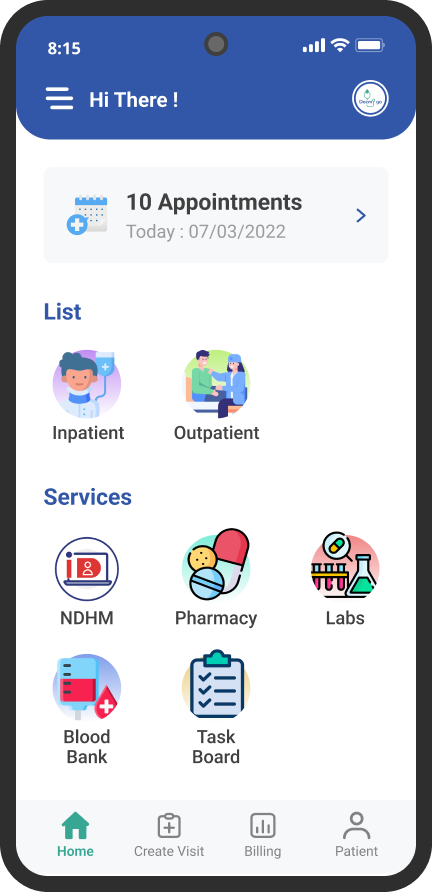 8:15
Hi There !
10 Appointments
Today : 07/03/2022
List
Inpatient
Outpatient
Services
iD
NDHM
Pharmacy
Labs
Blood
Bank
Task
Board
Home
Create Visit
Billing
Patient